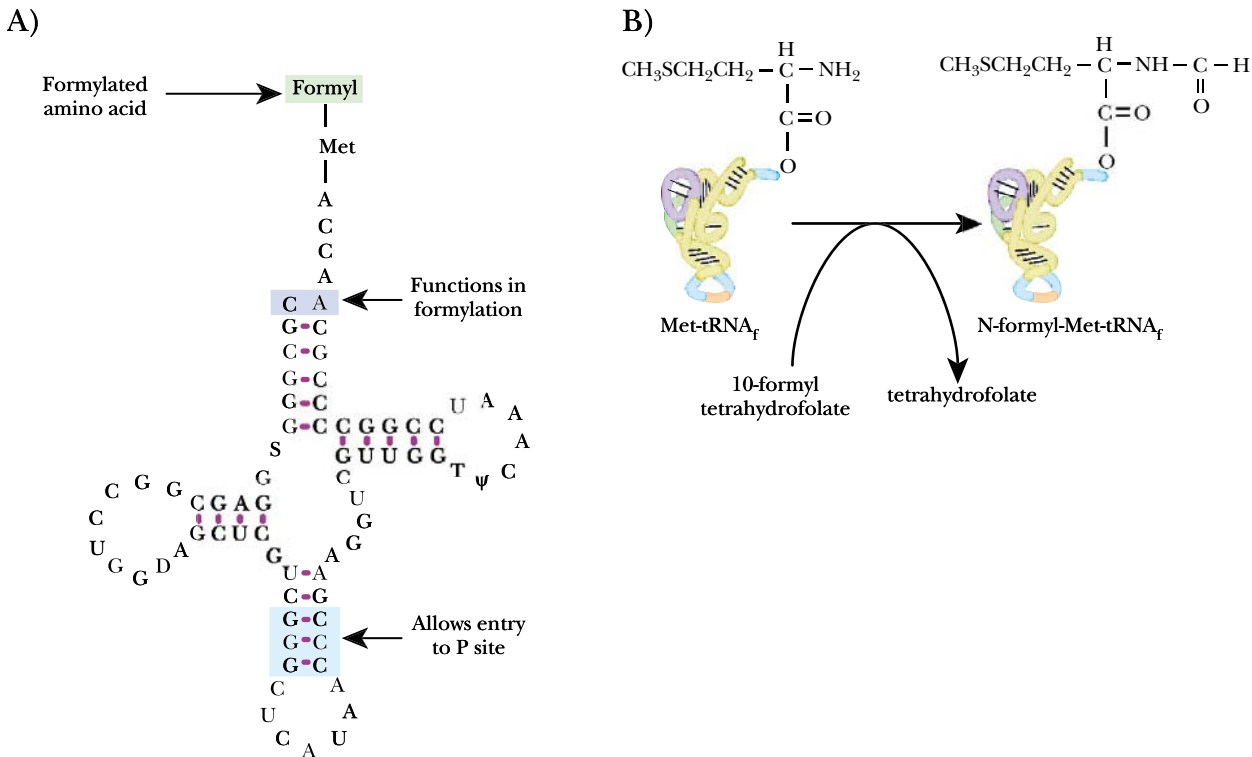 A)
Formylated
amino acid
Formyl
Met
A
C
C
A
C A
Functions in
formylation
G C
C G
G C
G C
G C
C G G C C
U A A A C
G U U G G T ψ
S
G
C
U
G
G
C G G C G A G
C
U
G G D A G C U C
G
A
U A
C G
G C
G C
G C
Allows entry
to P site
C A
U A
C A U
B)
H
CH3SCH2CH2 – C – NH2
C=O
O
Met-tRNAf
10-formyl
tetrahydrofolate
tetrahydrofolate
H
CH3SCH2CH2 – C – NH – C – H
O
C=O
O
N-formyl-Met-tRNAf